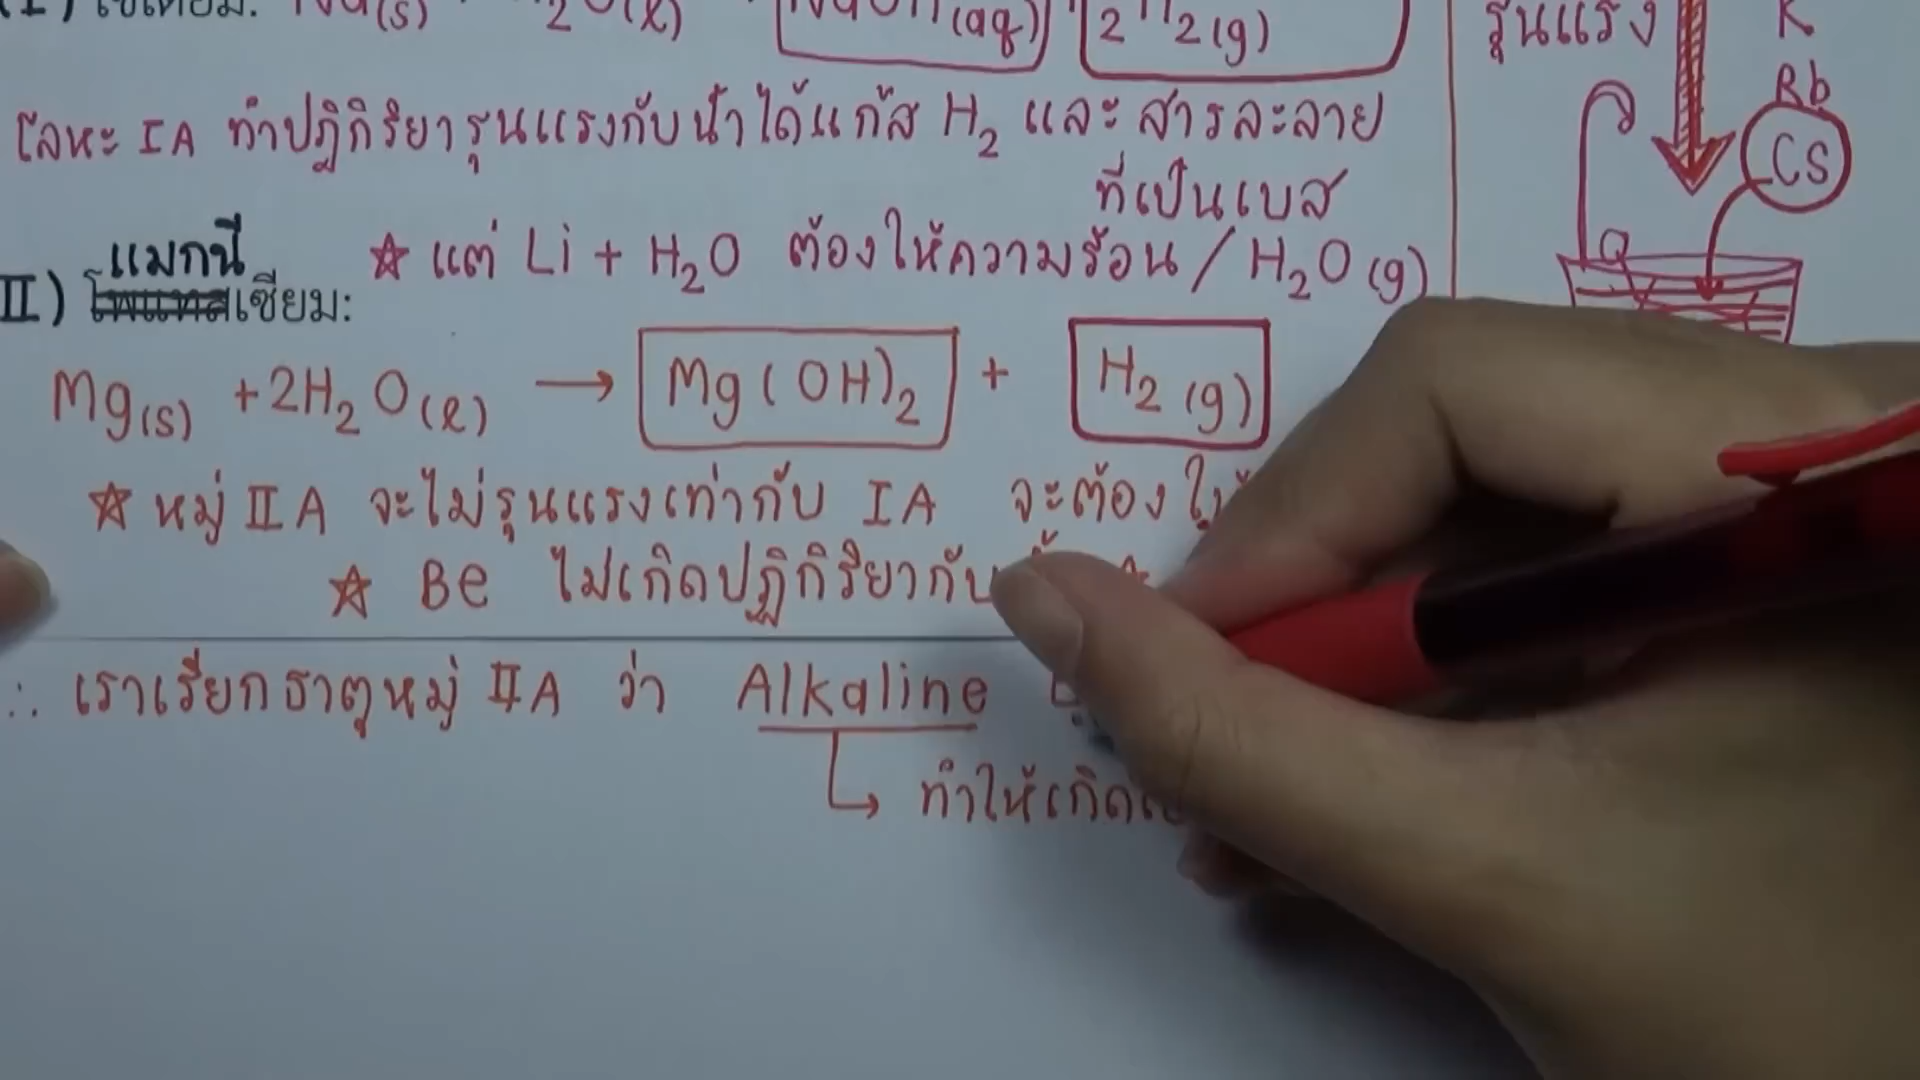 2 H2(g)
รุนแรง
K
Rb
Cs
โลหะ IA ทำปฏิกิริยารุนแรงกับน้ำได้แก๊ส H2 และ สารละลาย
ที่เป็นเบส
☆ แต่ Li + H2O ต้องให้ความร้อน / H2O (g)
แมกนี
II) โพแทสเซียม:
Mg(s) + 2H2O(l) → Mg(OH)2 + H2(g)
☆ หมู่ IIA จะไม่รุนแรงเท่ากับ IA จะต้อง
☆ Be ไม่เกิดปฏิกิริยากับ
∴ เราเรียกธาตุหมู่ IIA ว่า Alkaline
↳ ทำให้เกิด